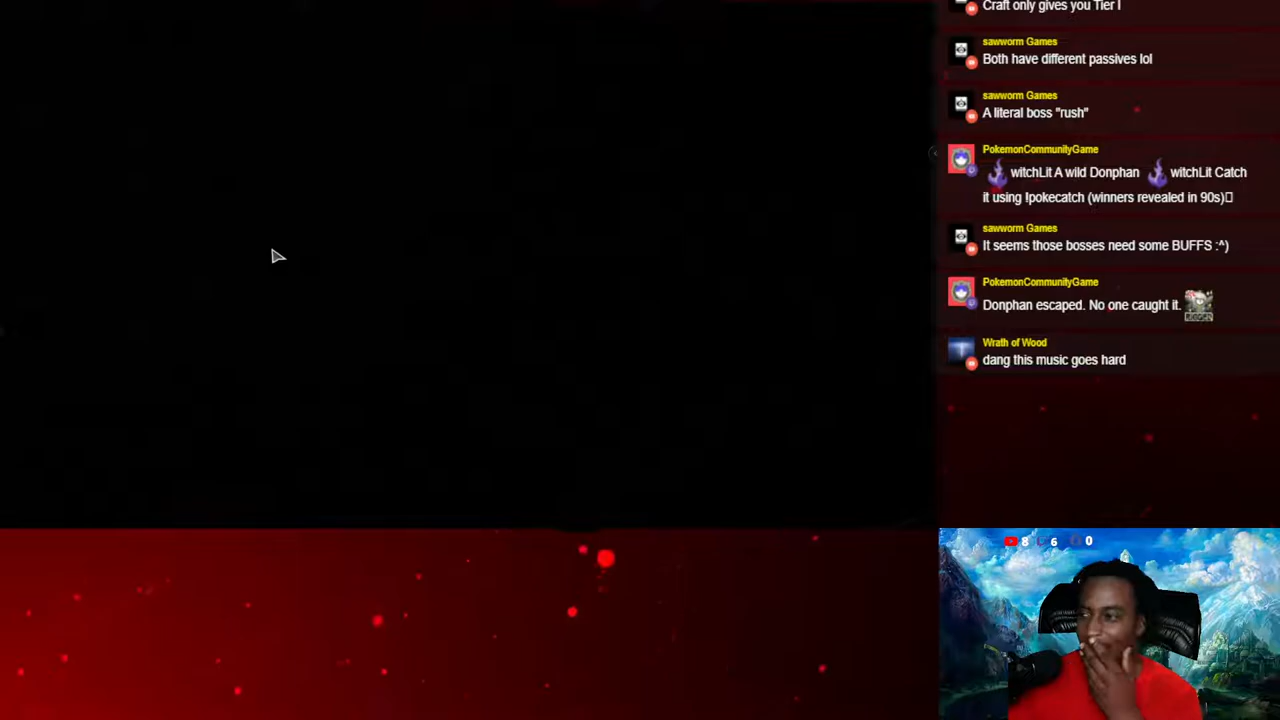 Craft only gives you Tier I
sawworm Games
Both have different passives lol
sawworm Games
A literal boss "rush"
PokemonCommunityGame
witchLit A wild Donphan witchLit Catch
it using !pokecatch (winners revealed in 90s)
sawworm Games
It seems those bosses need some BUFFS :^)
PokemonCommunityGame
Donphan escaped. No one caught it.
Wrath of Wood
dang this music goes hard
8 6 0